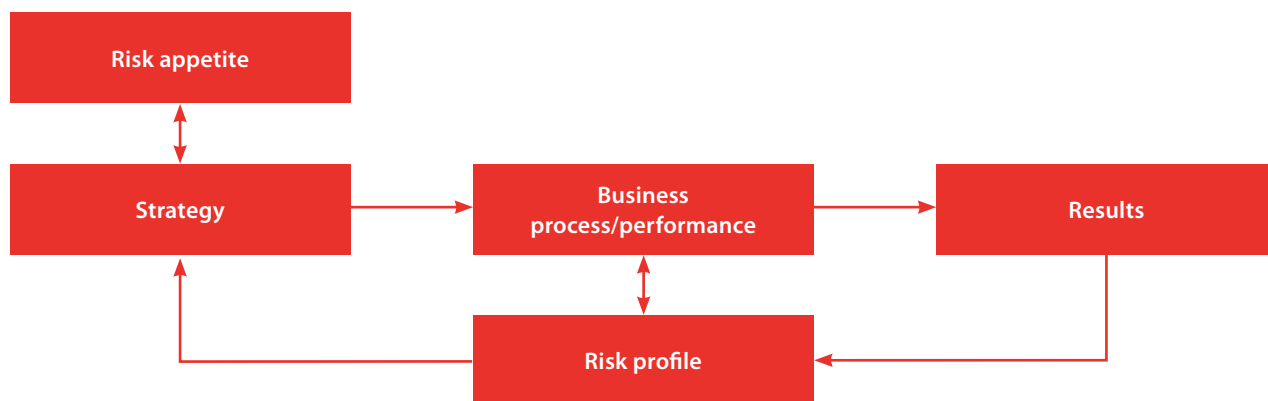 Risk appetite
Strategy
Business
process/performance
Results
Risk profile